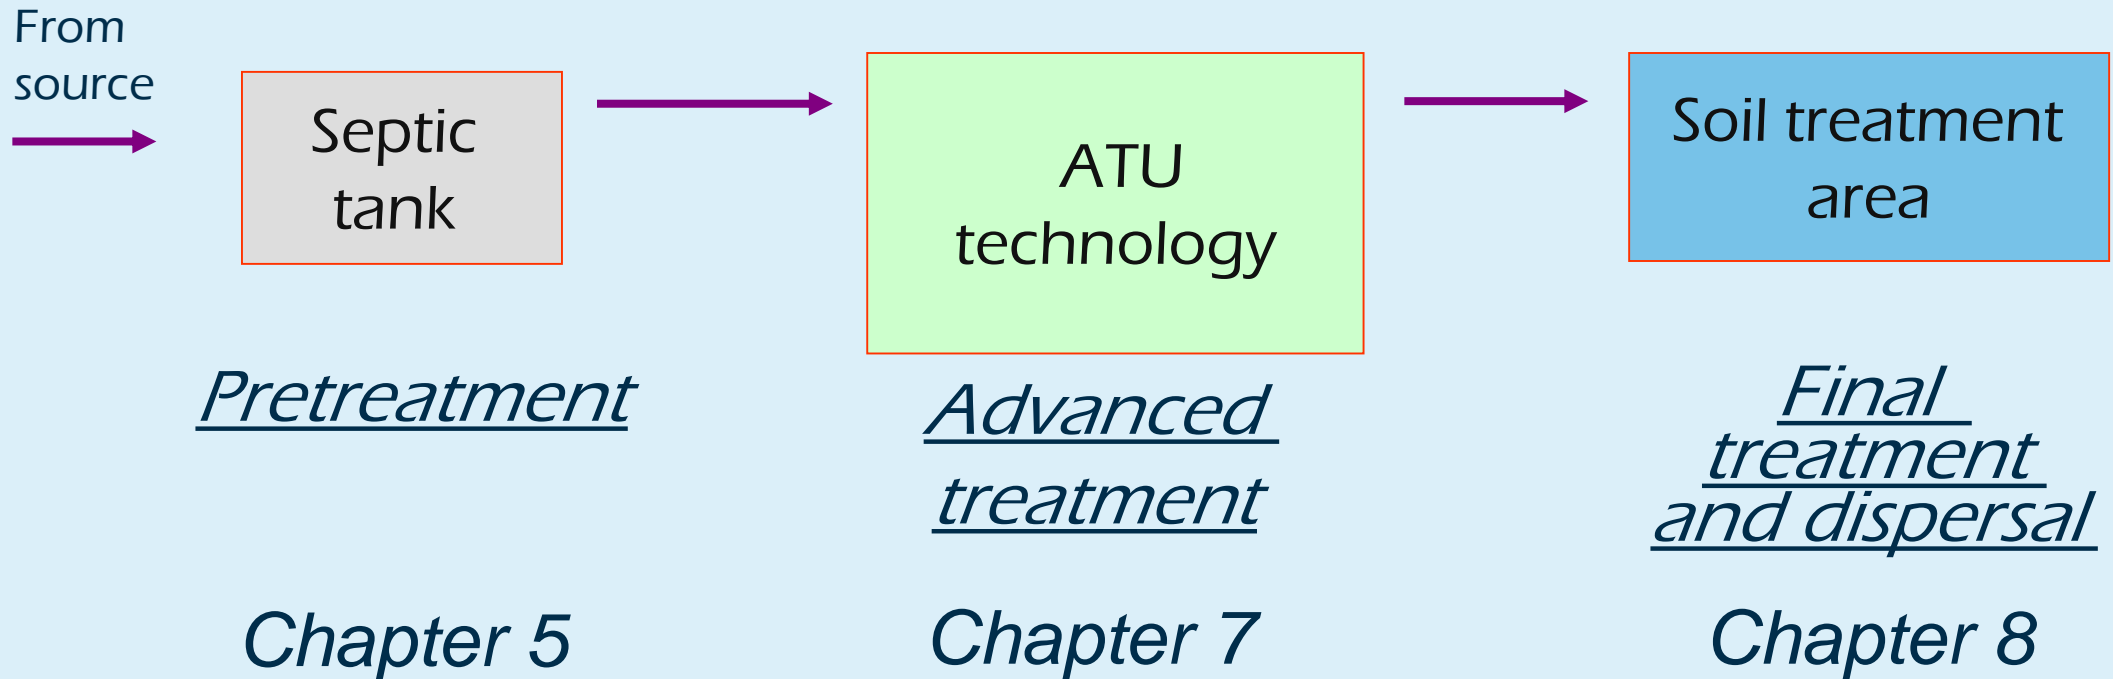 From
source
Septic
tank
ATU
technology
Soil treatment
area
Pretreatment
Advanced
treatment
Final
treatment
and dispersal
Chapter 5
Chapter 7
Chapter 8